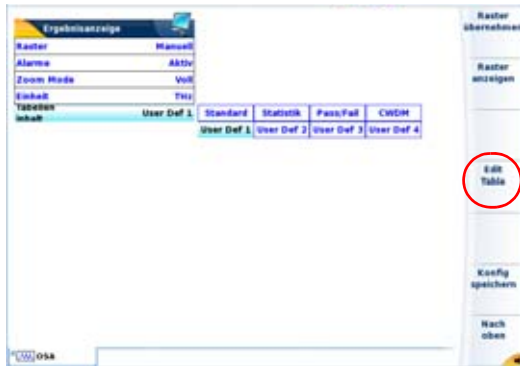 Ergebnisanzeige
Raster Manuell
Alarme Aktiv
Zoom Mode Voll
Einheit THz
Tabellen
inhalt
User Def 1
Standard Statistik Pass/Fail CWDM
User Def 1 User Def 2 User Def 3 User Def 4
Raster
übernehmen
Raster
anzeigen
Edit
Table
Konfig
speichern
Nach
oben
OSA